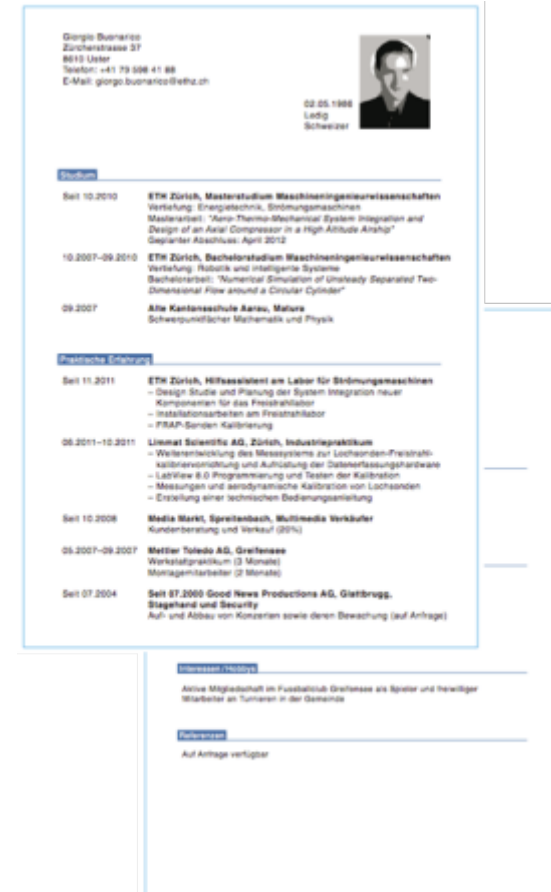 Giorgio Buonarico
Zürcherstrasse 37
8610 Uster
Telefon: +41 79 598 41 88
E-Mail: giorgo.buonarico@ethz.ch
02.05.1986
Ledig
Schweizer
Studium
Seit 10.2010 ETH Zürich, Masterstudium Maschineningenieurwissenschaften
Vertiefung: Energietechnik, Strömungsmaschinen
Masterarbeit: "Aero-Thermo-Mechanical System Integration and
Design of an Axial Compressor in a High Altitude Airship"
Geplanter Abschluss: April 2012
10.2007–09.2010 ETH Zürich, Bachelorstudium Maschineningenieurwissenschaften
Vertiefung: Robotik und intelligente Systeme
Bachelorarbeit: "Numerical Simulation of Unsteady Separated Two-
Dimensional Flow around a Circular Cylinder"
09.2007 Alte Kantonsschule Aarau, Matura
Schwerpunktfächer Mathematik und Physik
Praktische Erfahrung
Seit 11.2011 ETH Zürich, Hilfsassistent am Labor für Strömungsmaschinen
– Design Studie und Planung der System Integration neuer
Komponenten für das Freistrahllabor
– Installationsarbeiten am Freistrahllabor
– FRAP-Sonden Kalibrierung
06.2011–10.2011 Limmat Scientific AG, Zürich, Industriepraktikum
– Weiterentwicklung des Messsystems zur Lochsonden-Freistrahl-
kalibriervorrichtung und Aufrüstung der Datenerfassungshardware
– LabView 8.0 Programmierung und Testen der Kalibration
– Messungen und aerodynamische Kalibration von Lochsonden
– Erstellung einer technischen Bedienungsanleitung
Seit 10.2008 Media Markt, Spreitenbach, Multimedia Verkäufer
Kundenberatung und Verkauf (20%)
05.2007–09.2007 Mettler Toledo AG, Greifensee
Werkstattpraktikum (3 Monate)
Montagemitarbeiter (2 Monate)
Seit 07.2004 Seit 07.2000 Good News Productions AG, Glattbrugg,
Stagehand und Security
Auf- und Abbau von Konzerten sowie deren Bewachung (auf Anfrage)
Interessen/Hobbys
Aktive Mitgliedschaft im Fussballclub Greifensee als Spieler und freiwilliger
Mitarbeiter an Turnieren in der Gemeinde
Referenzen
Auf Anfrage verfügbar